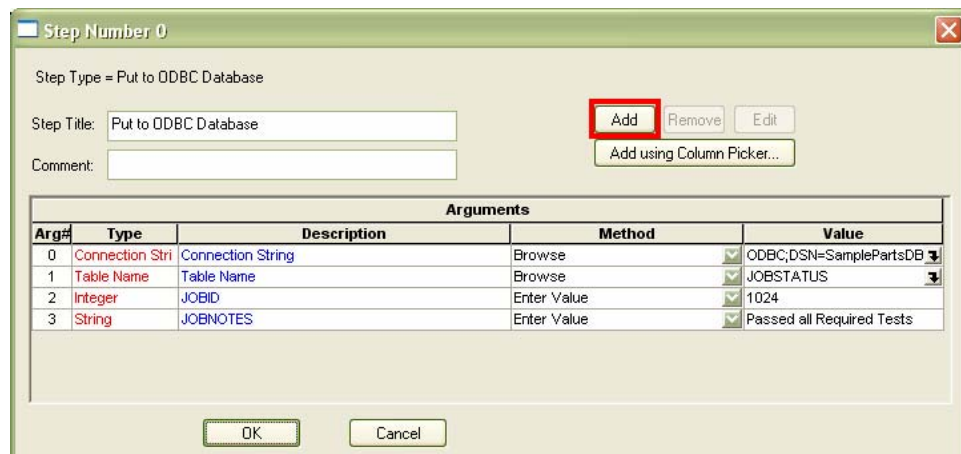 Step Number 0
Step Type = Put to ODBC Database
Step Title: Put to ODBC Database
Add Remove Edit
Add using Column Picker...
Comment:
Arguments
Arg# Type Description Method Value
0 Connection Stri Connection String Browse ODBC;DSN=SamplePartsDB
1 Table Name Table Name Browse JOBSTATUS
2 Integer JOBID Enter Value 1024
3 String JOBNOTES Enter Value Passed all Required Tests
OK Cancel